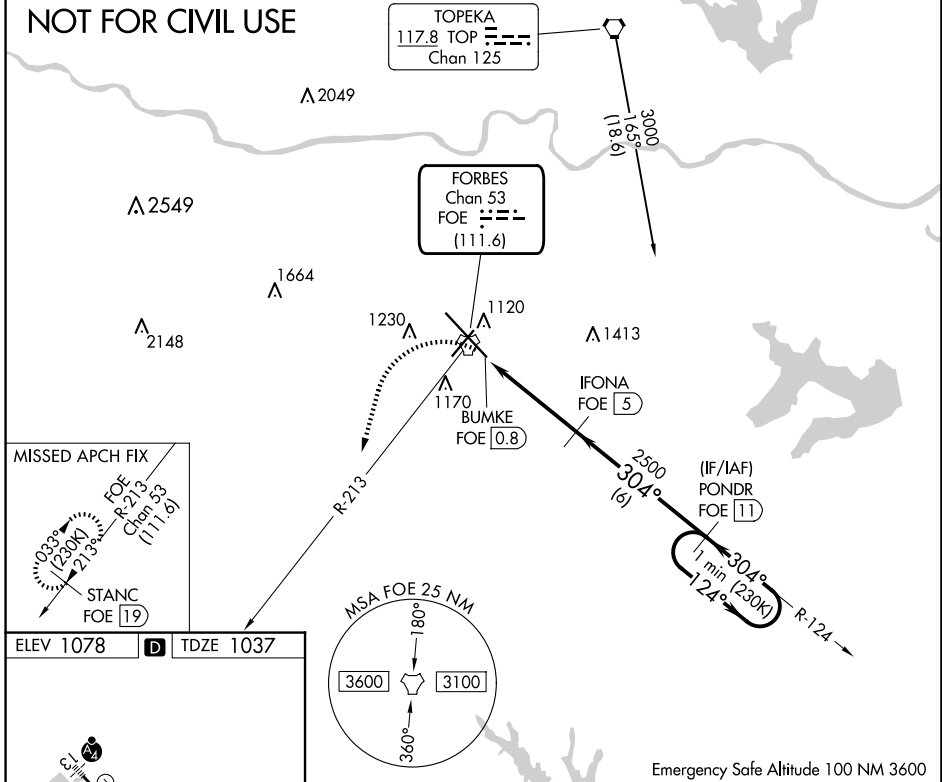 NOT FOR CIVIL USE
TOPEKA
117.8 TOP
Chan 125
2049
3000
165°
(18.6)
2549
FORBES
Chan 53
FOE
(111.6)
1664
2148
1230
1120
1413
1170
BUMKE
FOE 0.8
IFONA
FOE 5
2500
304°
(6)
(IF/IAF)
PONDR
FOE 11
R-213
304°
1 min (230K)
124°
R-124
MISSED APCH FIX
FOE
R-213
Chan 53
(111.6)
033°
(230K)
213°
STANC
FOE 19
MSA FOE 25 NM
180°
3600
3100
360°
ELEV 1078
D
TDZE 1037
A4
13
Emergency Safe Altitude 100 NM 3600